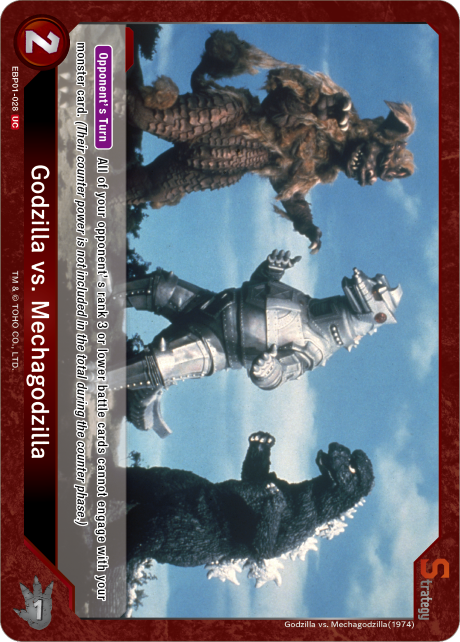 Strategy
Godzilla vs. Mechagodzilla(1974)
2
Opponent's Turn All of your opponent's rank 3 or lower battle cards cannot engage with your
monster card. (Their counter power is not included in the total during the counter phase.)
EBP01-028 UC
Godzilla vs. Mechagodzilla
TM & © TOHO CO., LTD.
1